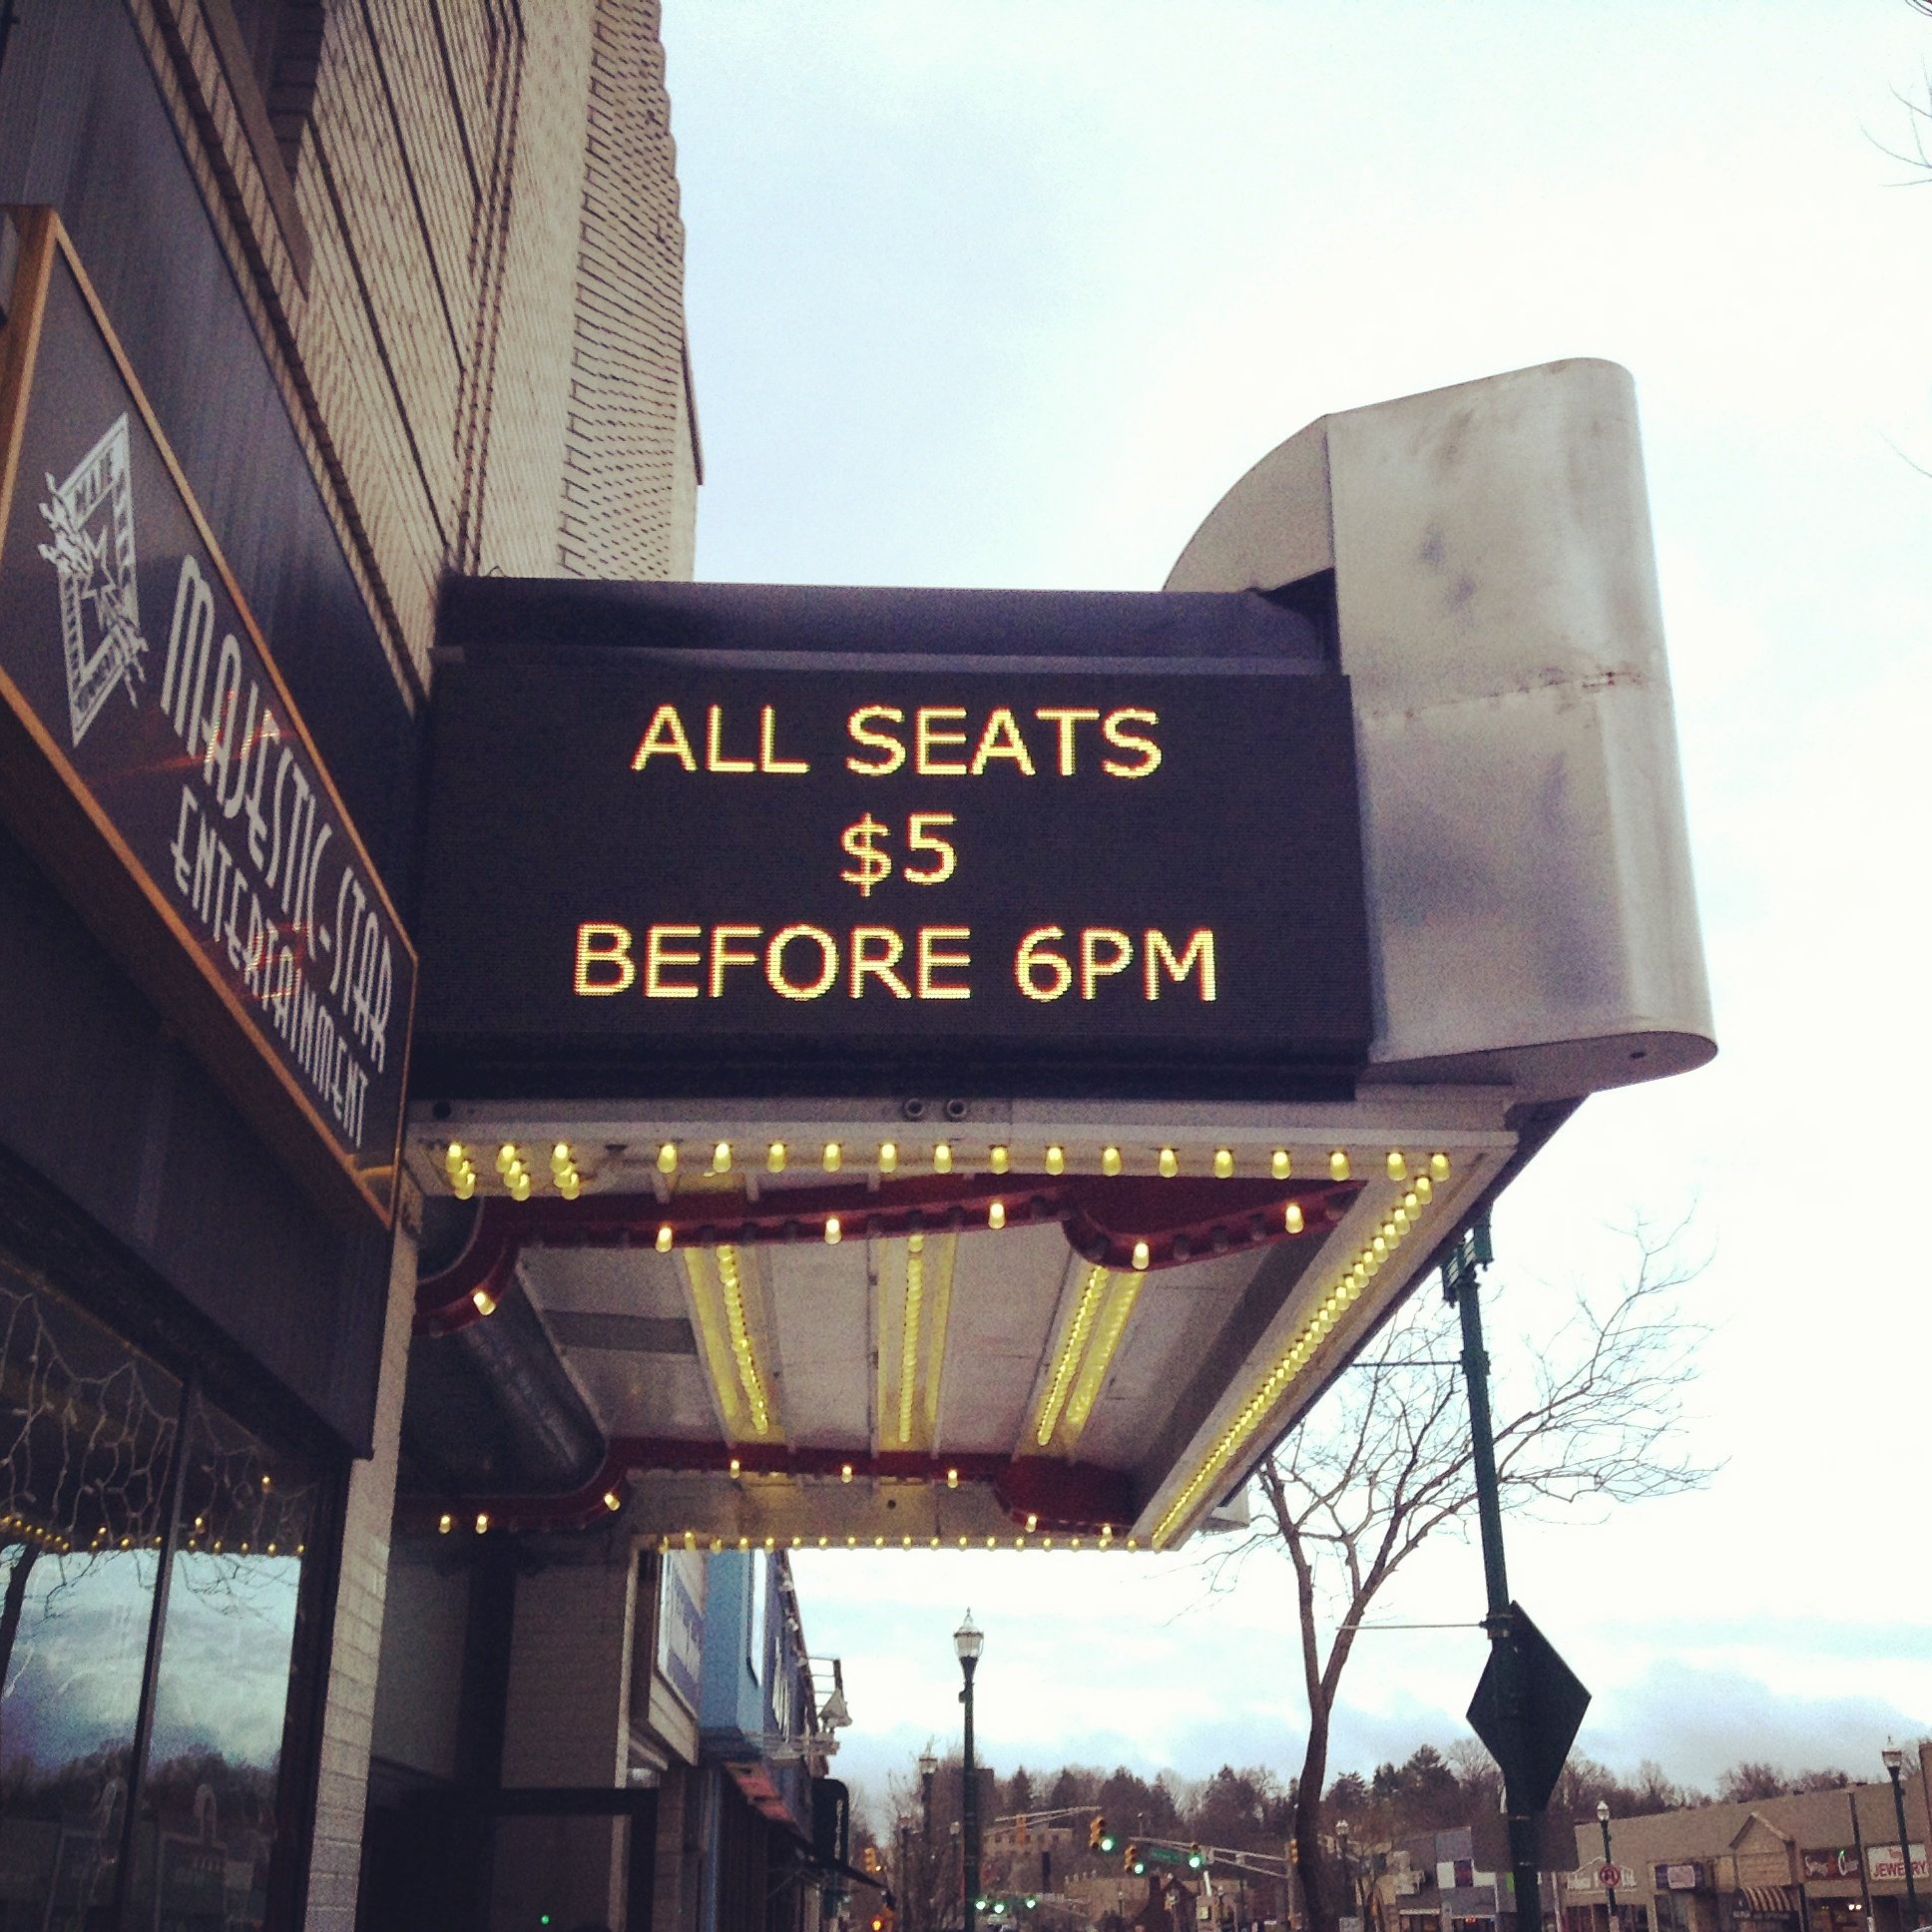 MAJESTIC-STAR
ENTERTAINMENT
ALL SEATS
$5
BEFORE 6PM
JEWELRY